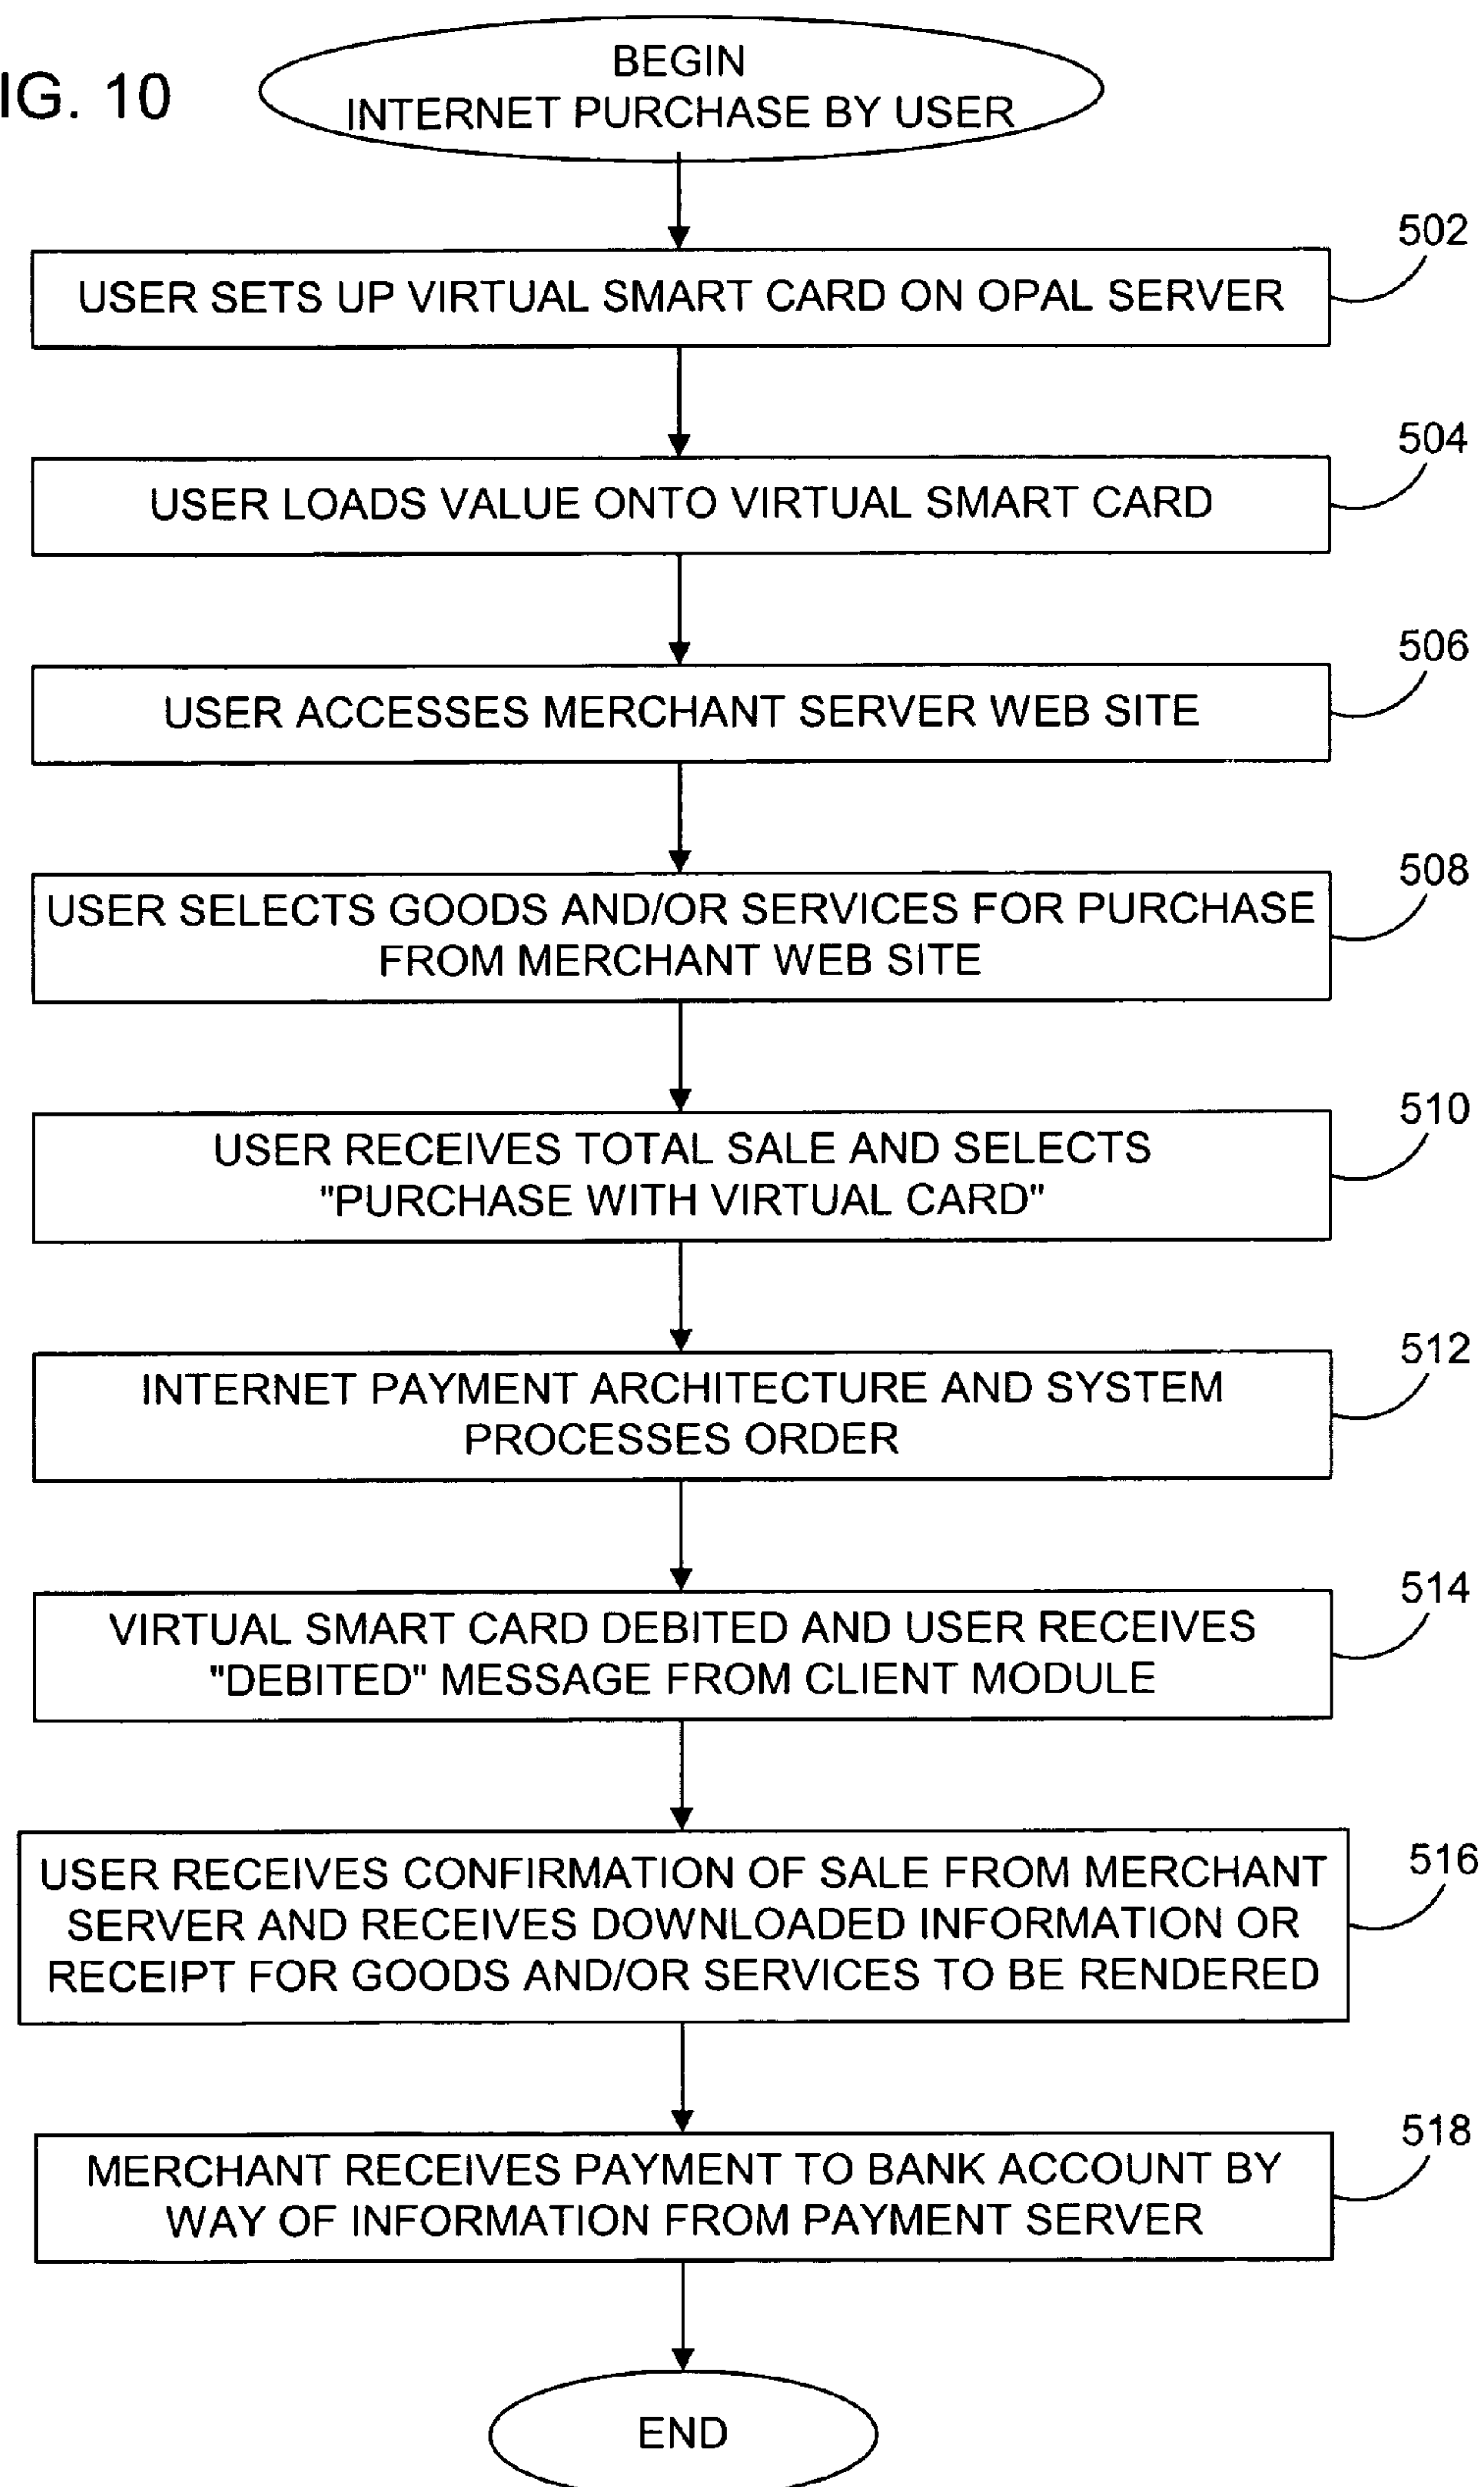 IG. 10
BEGIN
INTERNET PURCHASE BY USER
502
USER SETS UP VIRTUAL SMART CARD ON OPAL SERVER
504
USER LOADS VALUE ONTO VIRTUAL SMART CARD
506
USER ACCESSES MERCHANT SERVER WEB SITE
508
USER SELECTS GOODS AND/OR SERVICES FOR PURCHASE
FROM MERCHANT WEB SITE
510
USER RECEIVES TOTAL SALE AND SELECTS
"PURCHASE WITH VIRTUAL CARD"
512
INTERNET PAYMENT ARCHITECTURE AND SYSTEM
PROCESSES ORDER
514
VIRTUAL SMART CARD DEBITED AND USER RECEIVES
"DEBITED" MESSAGE FROM CLIENT MODULE
516
USER RECEIVES CONFIRMATION OF SALE FROM MERCHANT
SERVER AND RECEIVES DOWNLOADED INFORMATION OR
RECEIPT FOR GOODS AND/OR SERVICES TO BE RENDERED
518
MERCHANT RECEIVES PAYMENT TO BANK ACCOUNT BY
WAY OF INFORMATION FROM PAYMENT SERVER
END